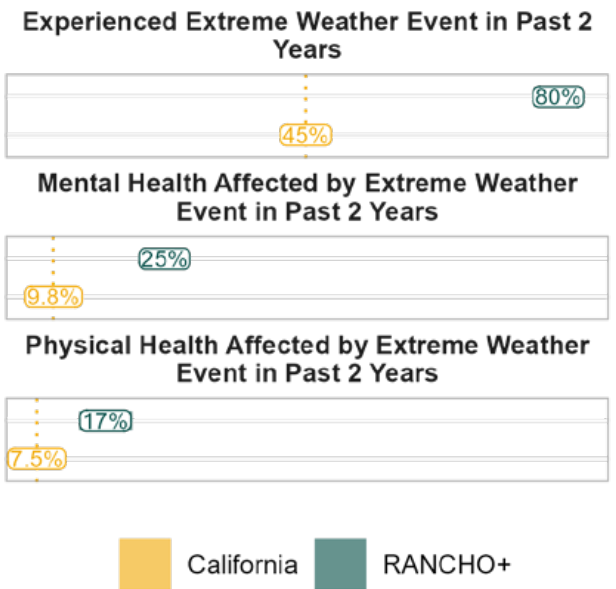 Experienced Extreme Weather Event in Past 2
Years
80%
45%
Mental Health Affected by Extreme Weather
Event in Past 2 Years
25%
9.8%
Physical Health Affected by Extreme Weather
Event in Past 2 Years
17%
7.5%
California RANCHO+